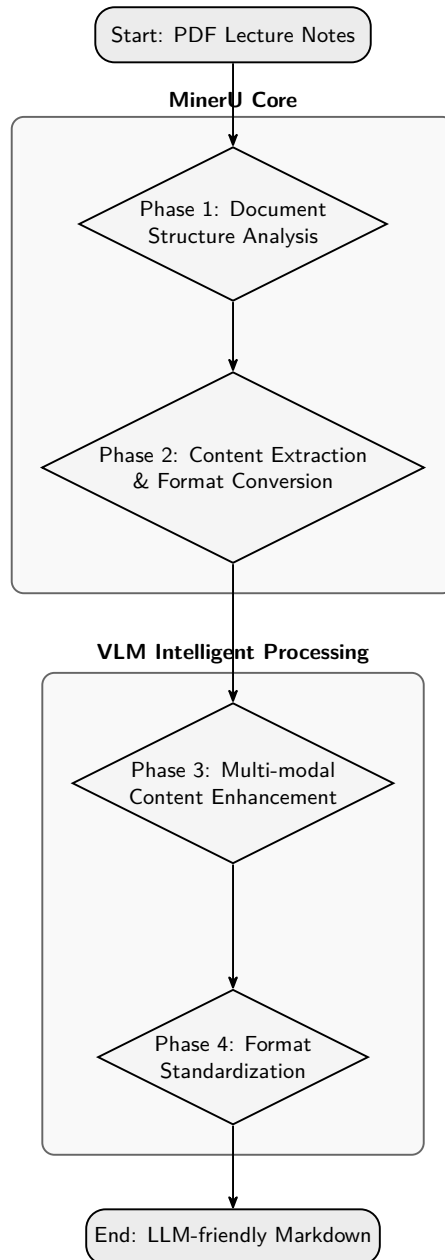 Start: PDF Lecture Notes
MinerU Core
Phase 1: Document
Structure Analysis
Phase 2: Content Extraction
& Format Conversion
VLM Intelligent Processing
Phase 3: Multi-modal
Content Enhancement
Phase 4: Format
Standardization
End: LLM-friendly Markdown